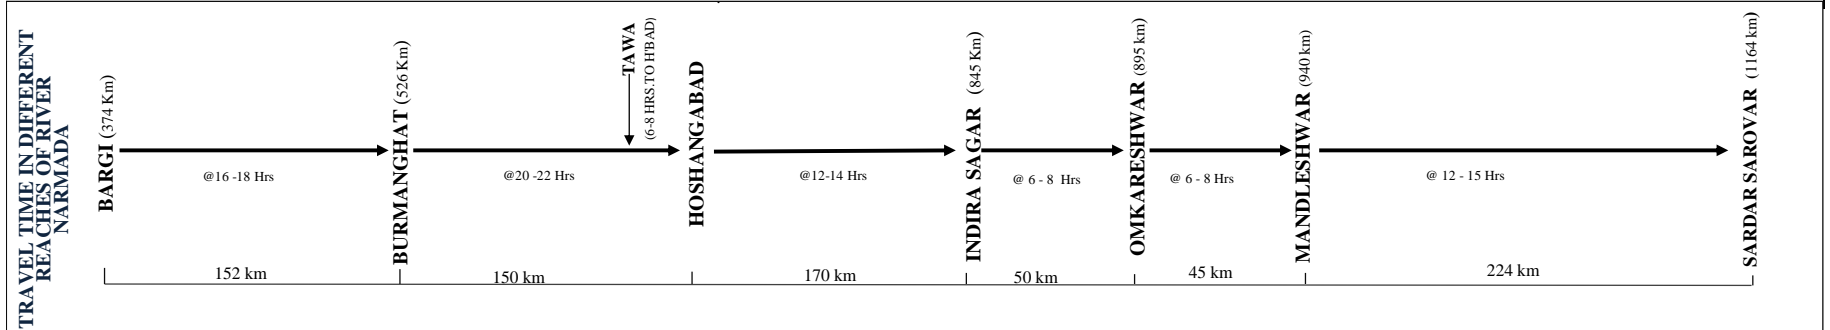 TRAVEL TIME IN DIFFERENT
REACHES OF RIVER
NARMADA
BARGI (374 Km)
@16 -18 Hrs
BURMANGHAT (526 Km)
@20 -22 Hrs
TAWA
(6-8 HRS.TO H'BAD)
HOSHANGABAD
@12-14 Hrs
INDIRA SAGAR (845 Km)
@ 6 - 8 Hrs
OMKARESHWAR (895 km)
@ 6 - 8 Hrs
MANDLESHWAR (940 km)
@ 12 - 15 Hrs
SARDAR SAROVAR (1164 km)
152 km
150 km
170 km
50 km
45 km
224 km